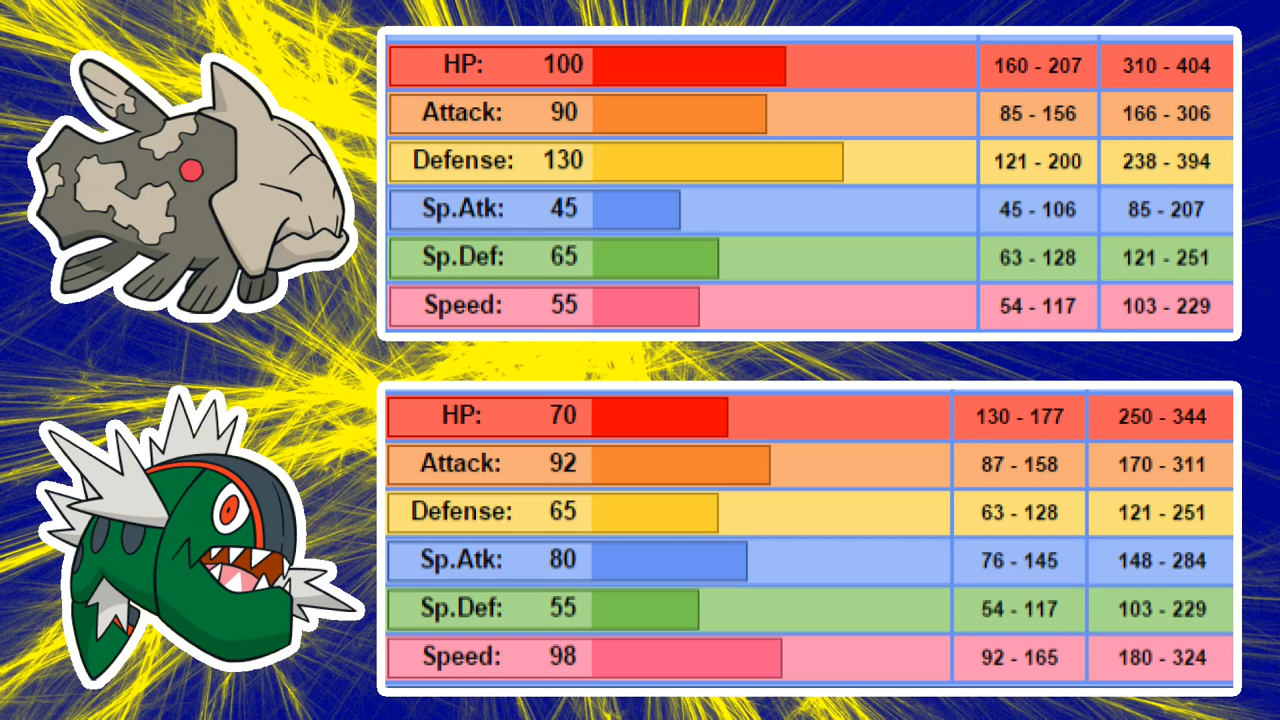 HP: 100 160 - 207 310 - 404
Attack: 90 85 - 156 166 - 306
Defense: 130 121 - 200 238 - 394
Sp.Atk: 45 45 - 106 85 - 207
Sp.Def: 65 63 - 128 121 - 251
Speed: 55 54 - 117 103 - 229
HP: 70 130 - 177 250 - 344
Attack: 92 87 - 158 170 - 311
Defense: 65 63 - 128 121 - 251
Sp.Atk: 80 76 - 145 148 - 284
Sp.Def: 55 54 - 117 103 - 229
Speed: 98 92 - 165 180 - 324